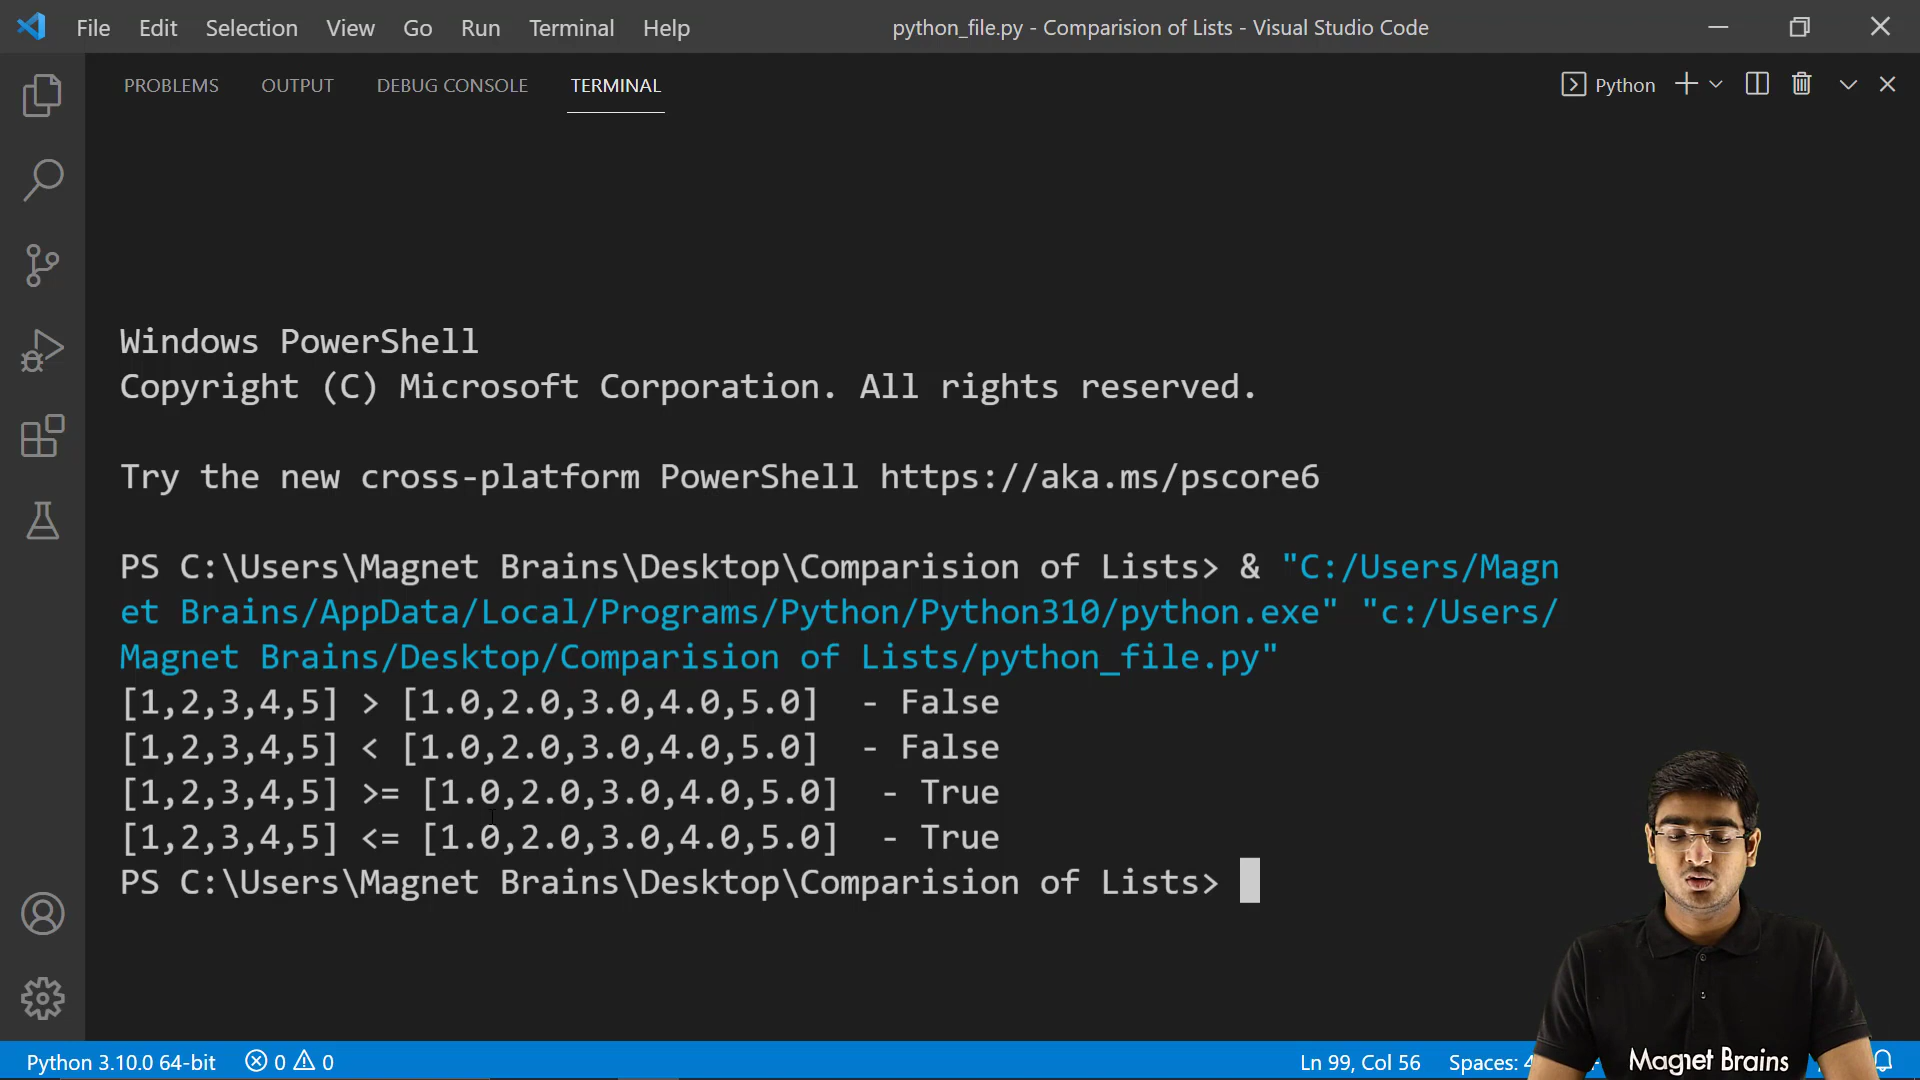 File Edit Selection View Go Run Terminal Help python_file.py - Comparision of Lists - Visual Studio Code
PROBLEMS OUTPUT DEBUG CONSOLE TERMINAL Python
Windows PowerShell
Copyright (C) Microsoft Corporation. All rights reserved.
Try the new cross-platform PowerShell https://aka.ms/pscore6
PS C:\Users\Magnet Brains\Desktop\Comparision of Lists> & "C:/Users/Magn
et Brains/AppData/Local/Programs/Python/Python310/python.exe" "c:/Users/
Magnet Brains/Desktop/Comparision of Lists/python_file.py"
[1,2,3,4,5] > [1.0,2.0,3.0,4.0,5.0]  - False
[1,2,3,4,5] < [1.0,2.0,3.0,4.0,5.0]  - False
[1,2,3,4,5] >= [1.0,2.0,3.0,4.0,5.0]  - True
[1,2,3,4,5] <= [1.0,2.0,3.0,4.0,5.0]  - True
PS C:\Users\Magnet Brains\Desktop\Comparision of Lists>
Python 3.10.0 64-bit 0 0 Ln 99, Col 56 Spaces: Magnet Brains